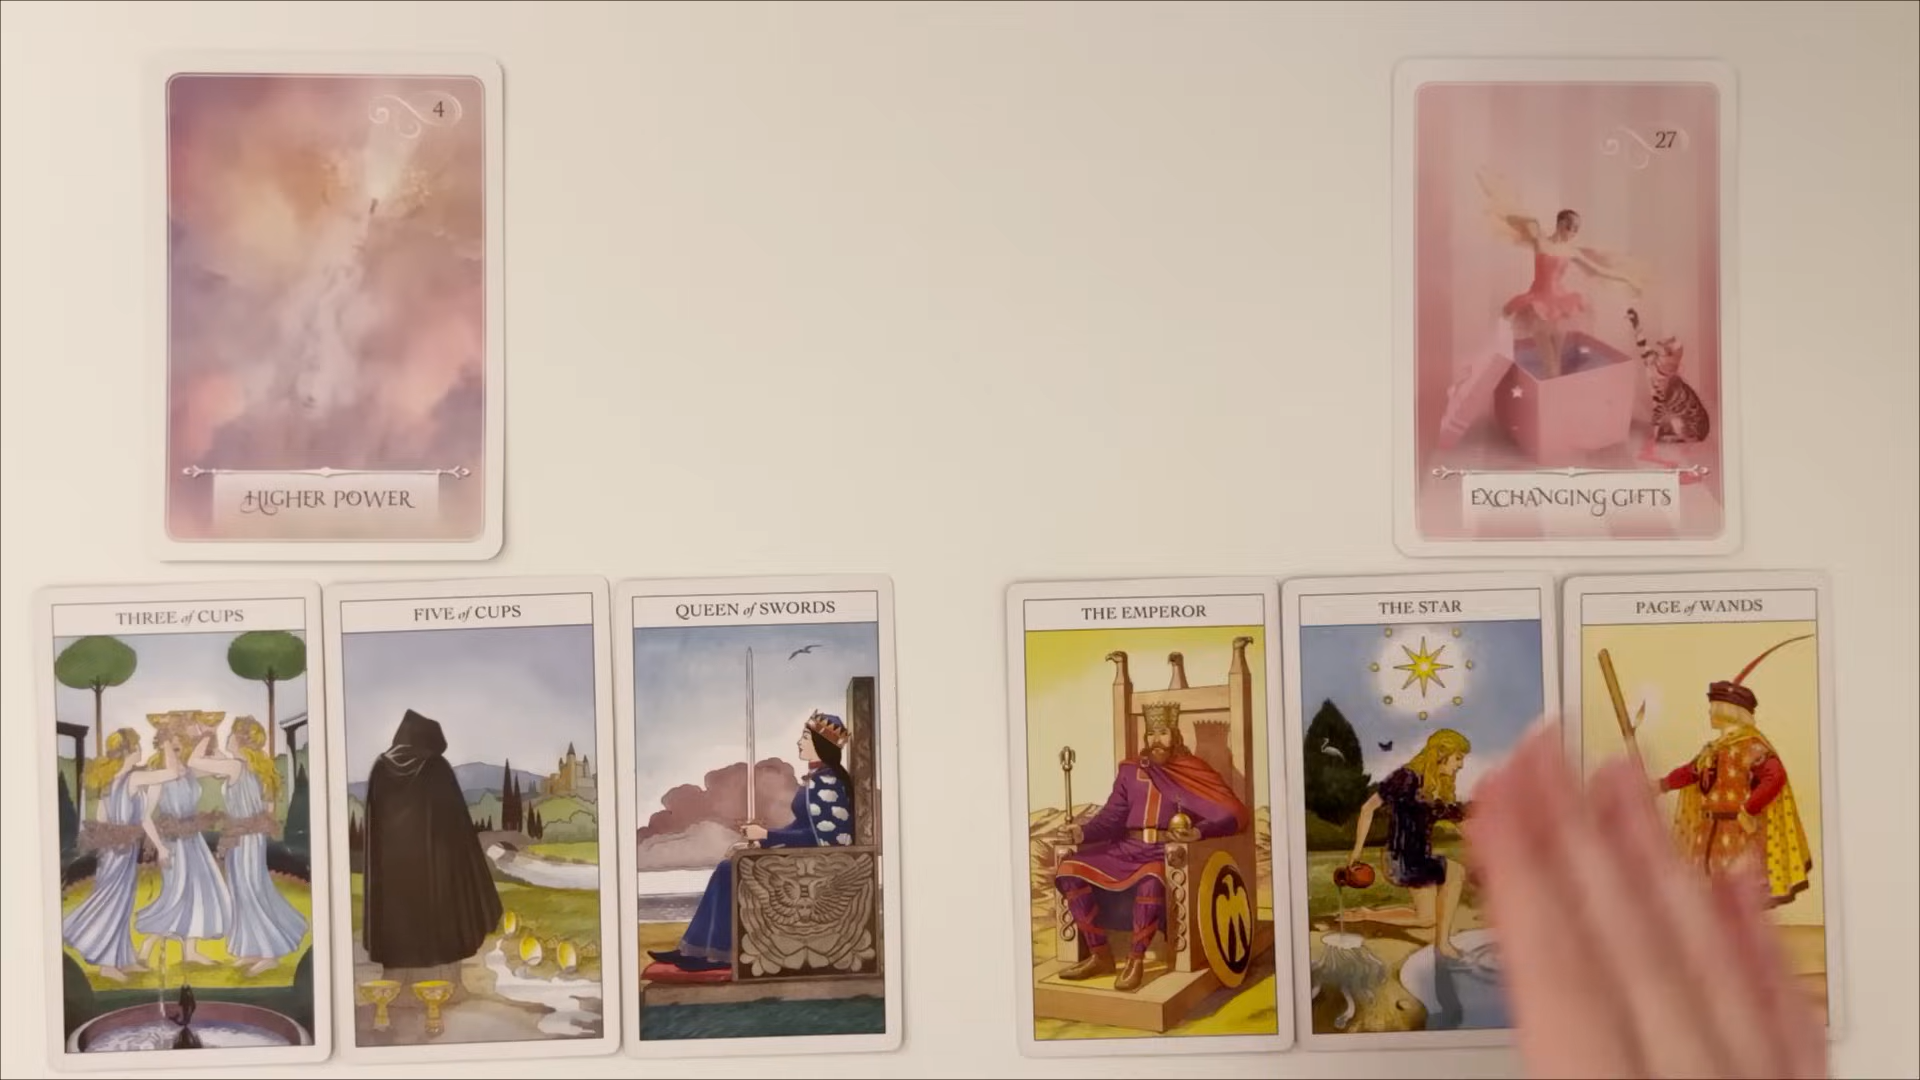 4
HIGHER POWER
27
EXCHANGING GIFTS
THREE of CUPS
FIVE of CUPS
QUEEN of SWORDS
THE EMPEROR
THE STAR
PAGE of WANDS